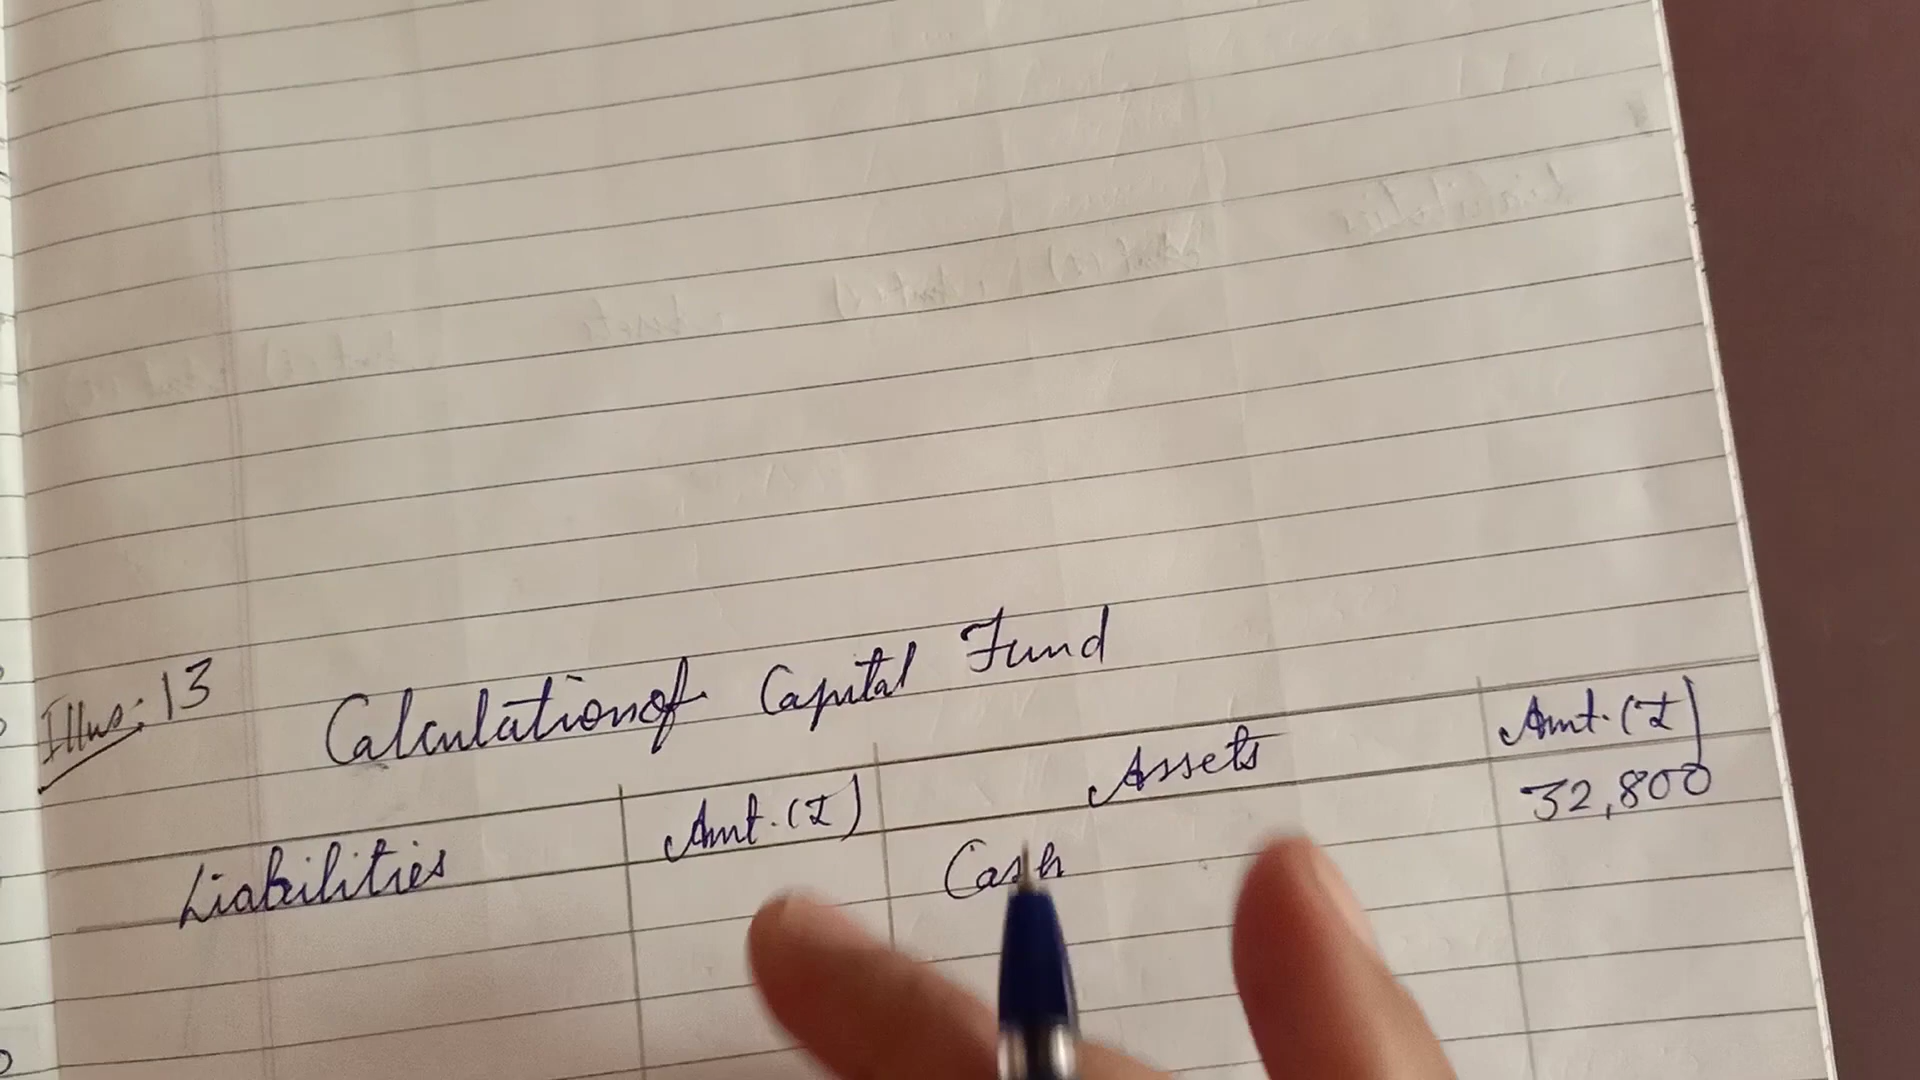 Illus: 13
Calculation of Capital Fund
Liabilities Amt. (₹) Assets Amt. (₹)
Cash 32,800